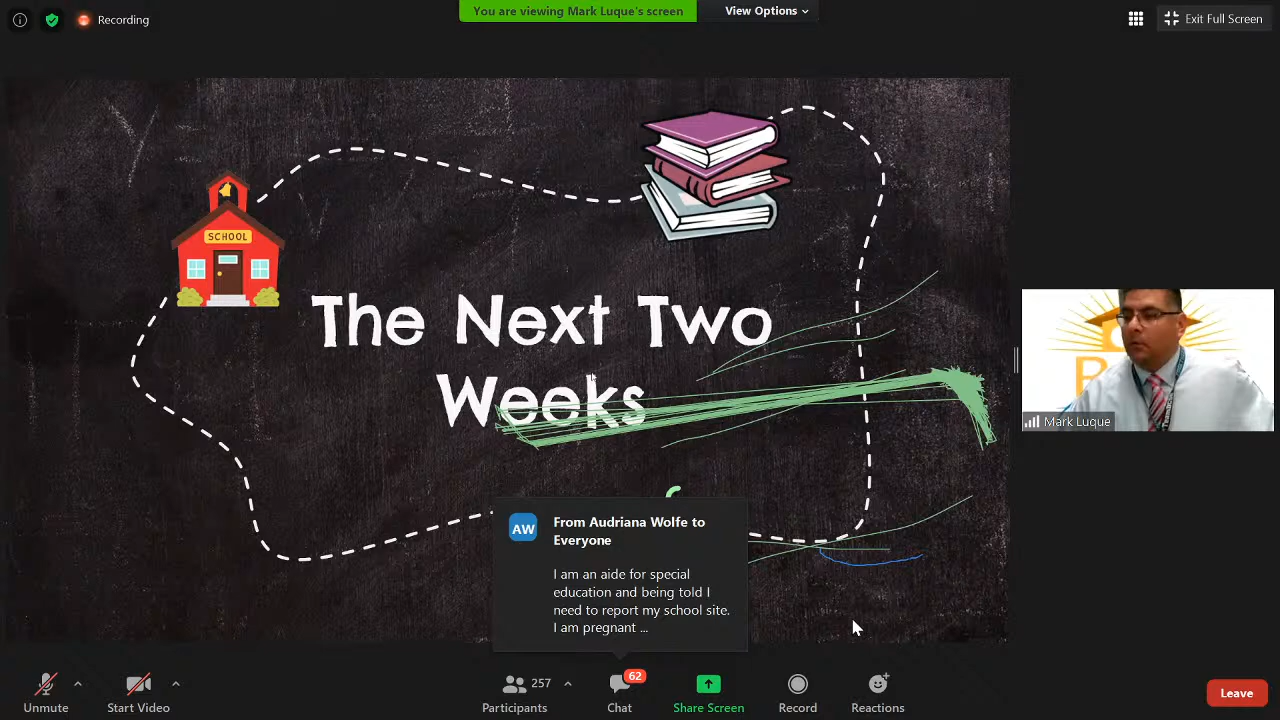 Recording
You are viewing Mark Luque's screen
View Options
Exit Full Screen
SCHOOL
The Next Two
Weeks
Mark Luque
AW
From Audriana Wolfe to
Everyone
I am an aide for special
education and being told I
need to report my school site.
I am pregnant ...
Unmute
Start Video
257
Participants
62
Chat
Share Screen
Record
Reactions
Leave